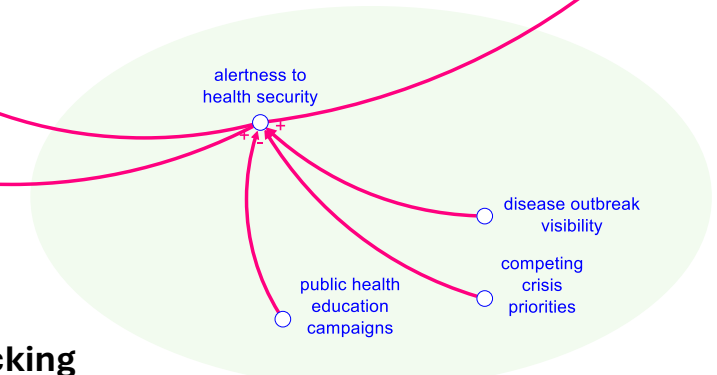 alertness to
health security
+
+
-
disease outbreak
visibility
competing
crisis
priorities
public health
education
campaigns
cking